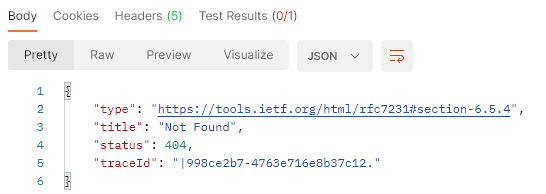 Body Cookies Headers (5) Test Results (0/1)
Pretty Raw Preview Visualize JSON
1 {
2 "type": "https://tools.ietf.org/html/rfc7231#section-6.5.4",
3 "title": "Not Found",
4 "status": 404,
5 "traceId": "|998ce2b7-4763e716e8b37c12."
6 }